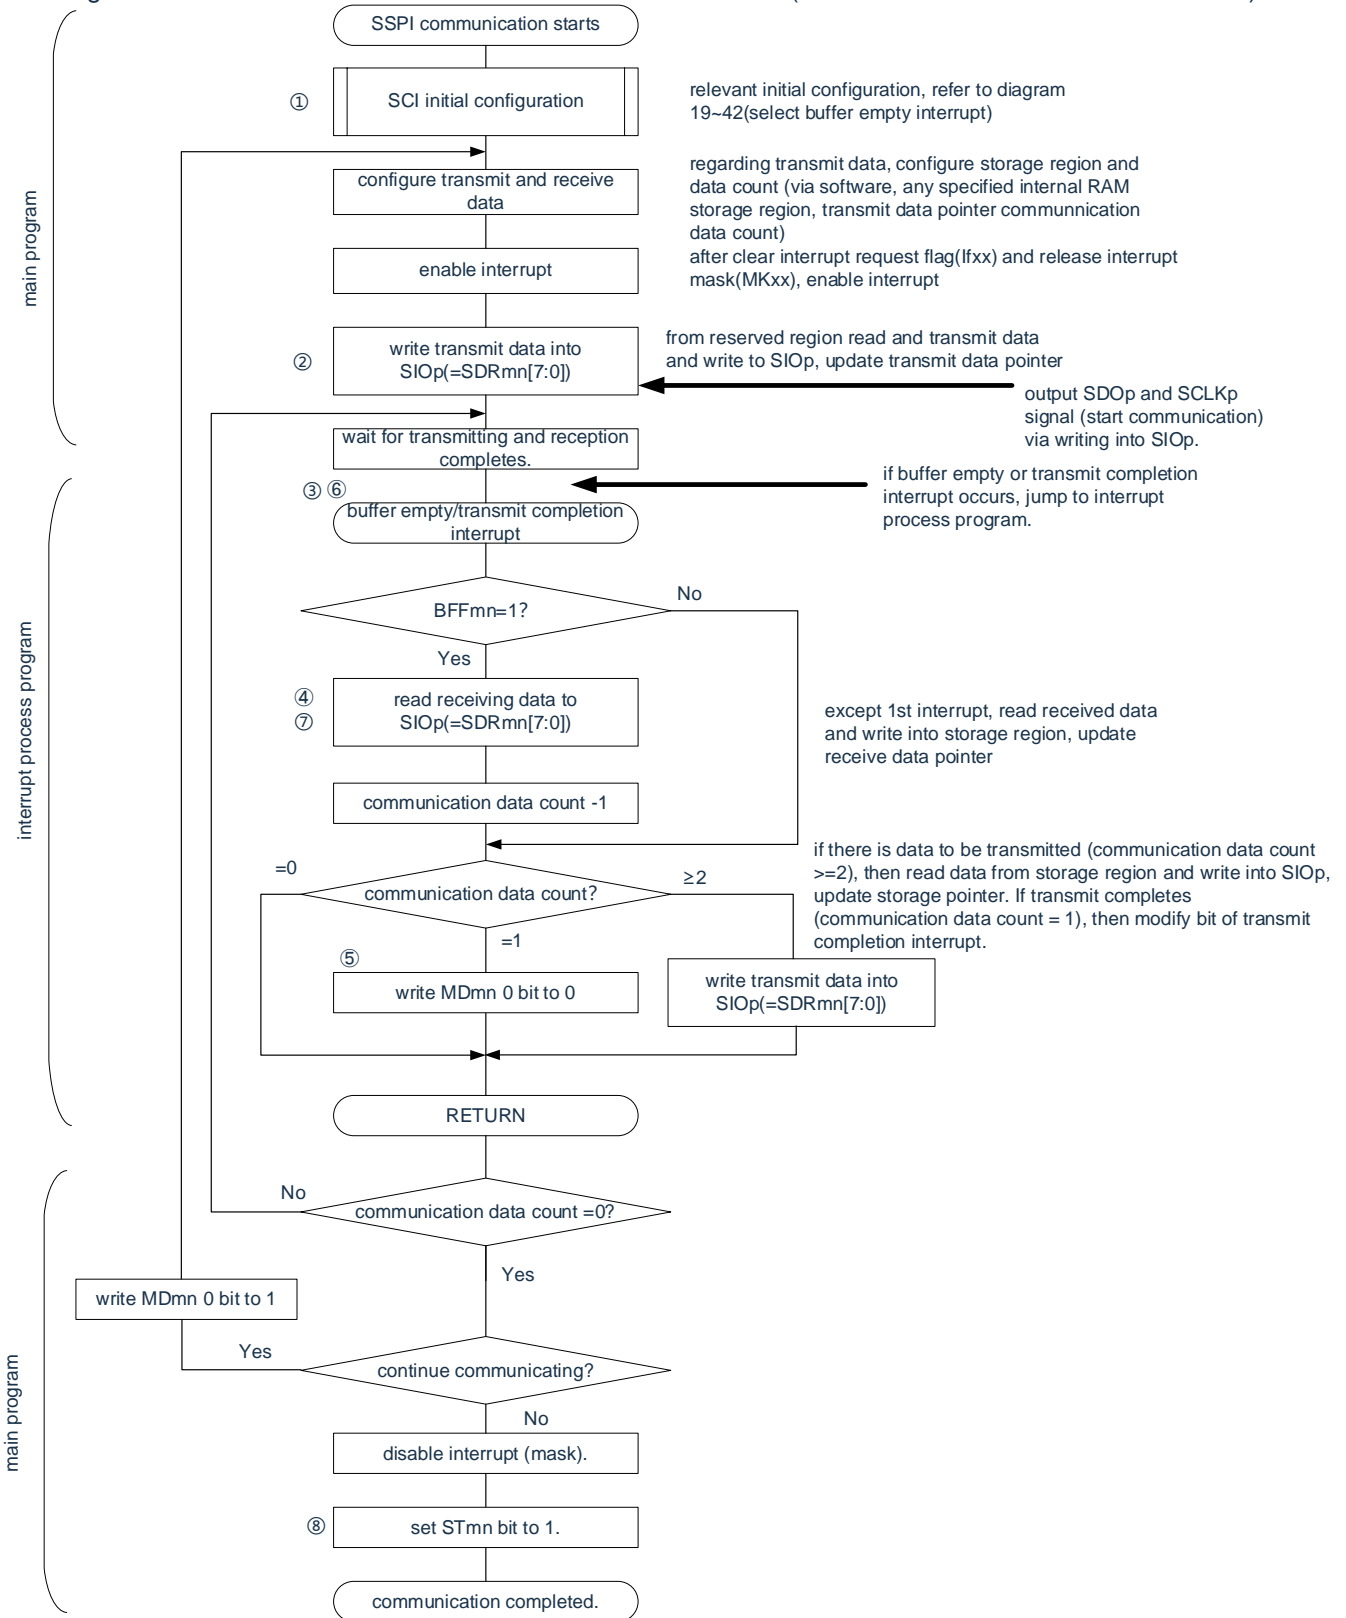 SSPI communication starts
①
SCI initial configuration
relevant initial configuration, refer to diagram
19~42(select buffer empty interrupt)
main program
configure transmit and receive
data
regarding transmit data, configure storage region and
data count (via software, any specified internal RAM
storage region, transmit data pointer communnication
data count)
enable interrupt
after clear interrupt request flag(Ifxx) and release interrupt
mask(MKxx), enable interrupt
②
write transmit data into
SIOp(=SDRmn[7:0])
from reserved region read and transmit data
and write to SIOp, update transmit data pointer
output SDOp and SCLKp
signal (start communication)
via writing into SIOp.
wait for transmitting and reception
completes.
③ ⑥
if buffer empty or transmit completion
interrupt occurs, jump to interrupt
process program.
buffer empty/transmit completion
interrupt
interrupt process program
BFFmn=1?
No
Yes
④
⑦
read receiving data to
SIOp(=SDRmn[7:0])
except 1st interrupt, read received data
and write into storage region, update
receive data pointer
communication data count -1
=0
communication data count?
≥2
=1
if there is data to be transmitted (communication data count
>=2), then read data from storage region and write into SIOp,
update storage pointer. If transmit completes
(communication data count = 1), then modify bit of transmit
completion interrupt.
⑤
write MDmn 0 bit to 0
write transmit data into
SIOp(=SDRmn[7:0])
RETURN
No
communication data count =0?
Yes
write MDmn 0 bit to 1
main program
Yes
continue communicating?
No
disable interrupt (mask).
⑧
set STmn bit to 1.
communication completed.